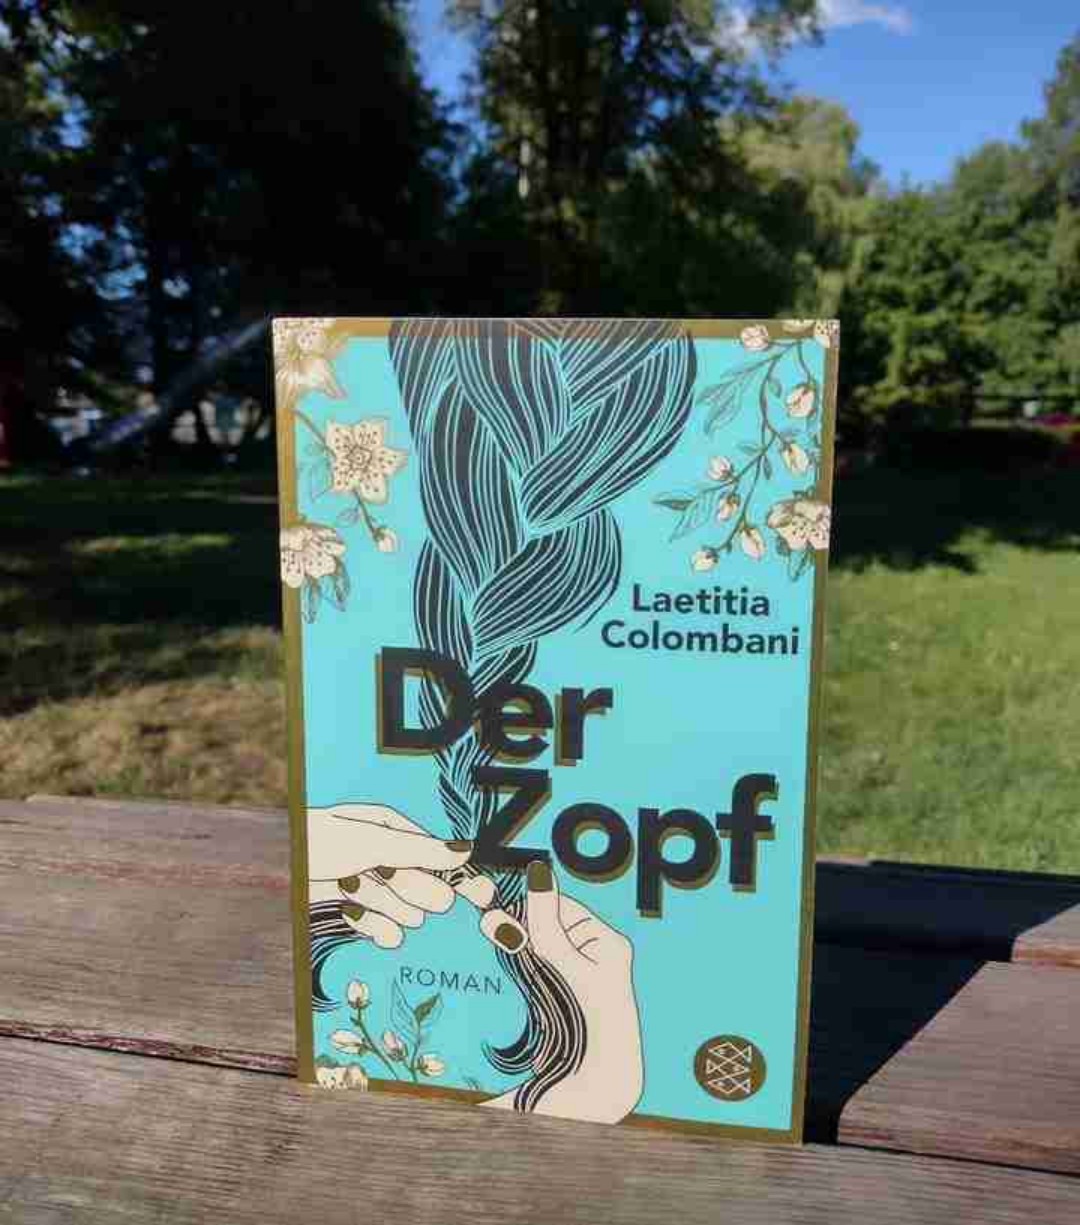 Laetitia
Colombani
Der
Zopf
ROMAN